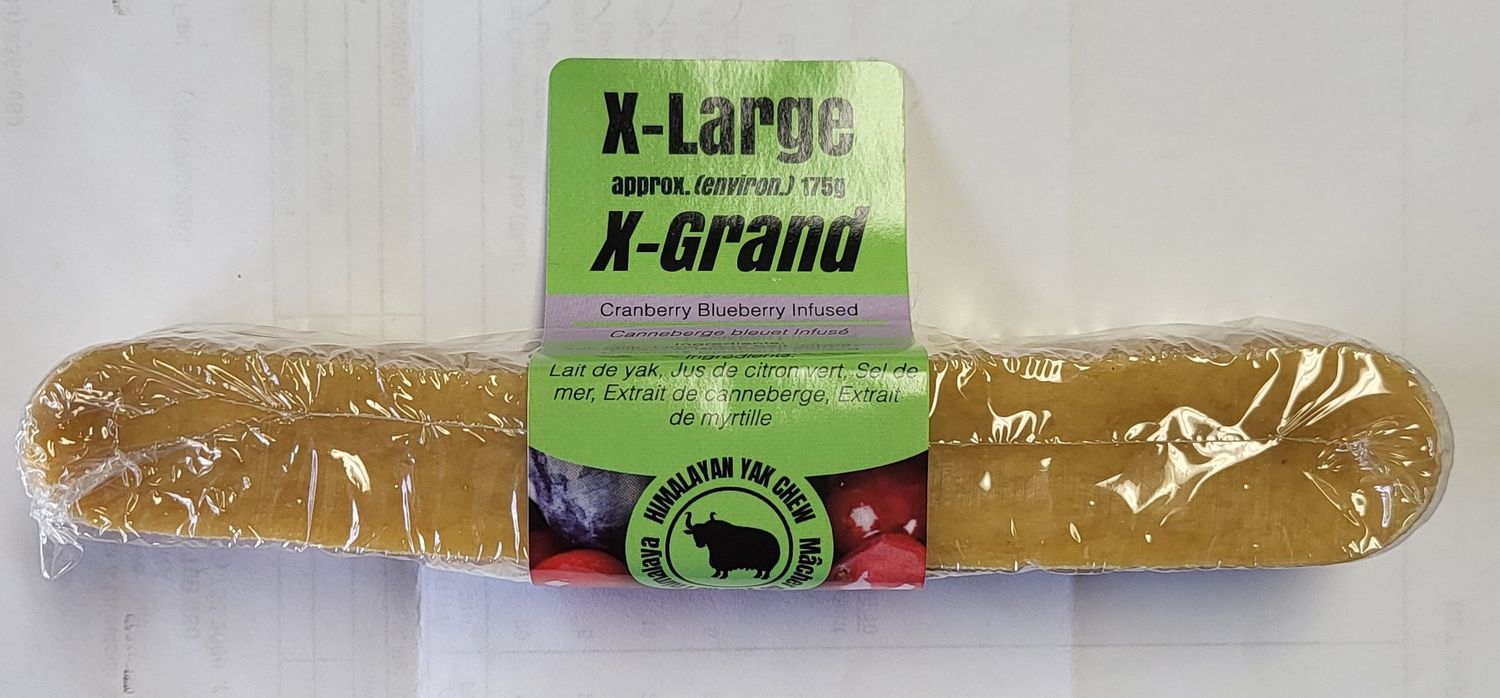 X-Large
approx. (environ.) 175g
X-Grand
Cranberry Blueberry Infused
Canneberge bleuet Infusé
Ingrédients:
Lait de yak, Jus de citron vert, Sel de
mer, Extrait de canneberge, Extrait
de myrtille
HIMALAYAN YAK CHEW